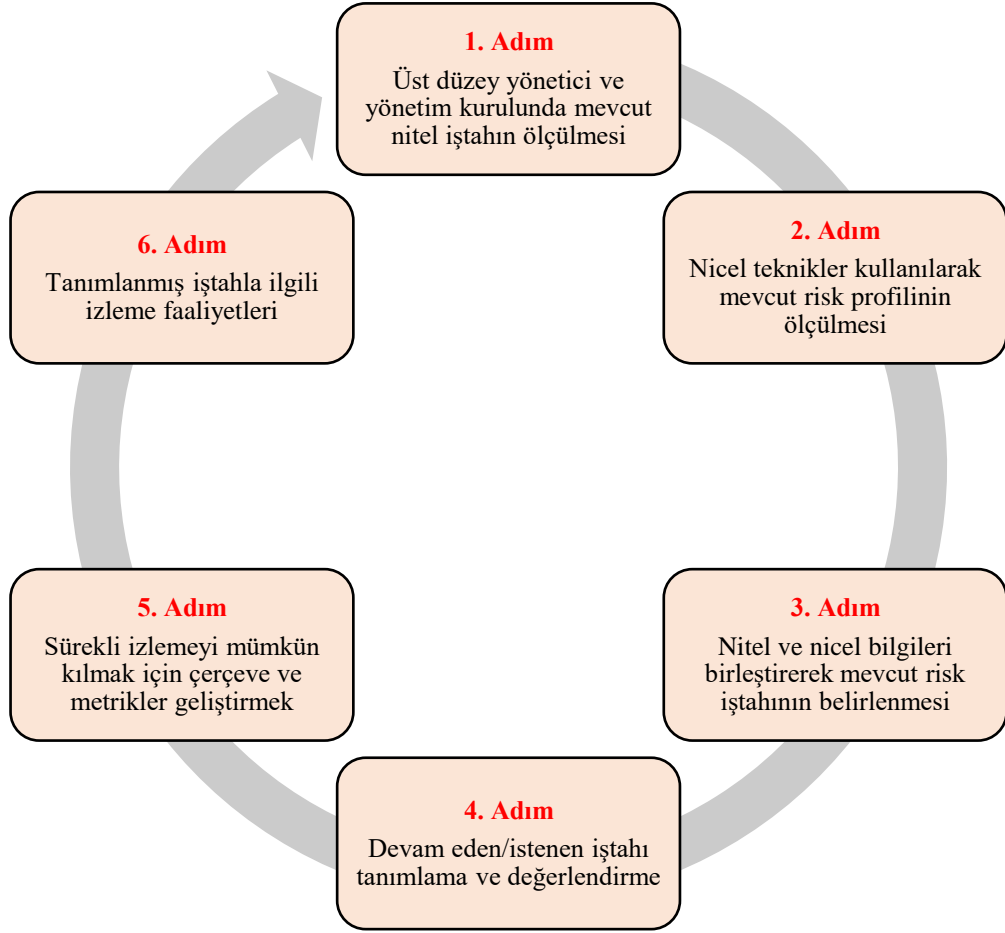 1. Adım
Üst düzey yönetici ve
yönetim kurulunda mevcut
nitel iştahın ölçülmesi
2. Adım
Nicel teknikler kullanılarak
mevcut risk profilinin
ölçülmesi
3. Adım
Nitel ve nicel bilgileri
birleştirerek mevcut risk
iştahının belirlenmesi
4. Adım
Devam eden/istenen iştahı
tanımlama ve değerlendirme
5. Adım
Sürekli izlemeyi mümkün
kılmak için çerçeve ve
metrikler geliştirmek
6. Adım
Tanımlanmış iştahla ilgili
izleme faaliyetleri